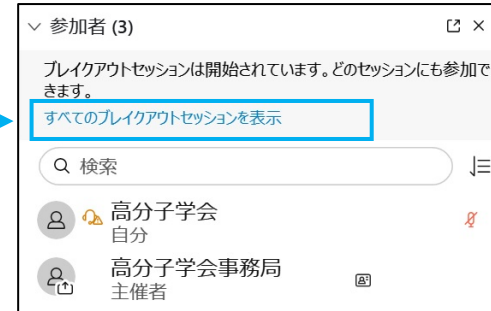 参加者 (3)
ブレイクアウトセッションは開始されています。どのセッションにも参加で
きます。
すべてのブレイクアウトセッションを表示
検索
高分子学会
自分
高分子学会事務局
主催者